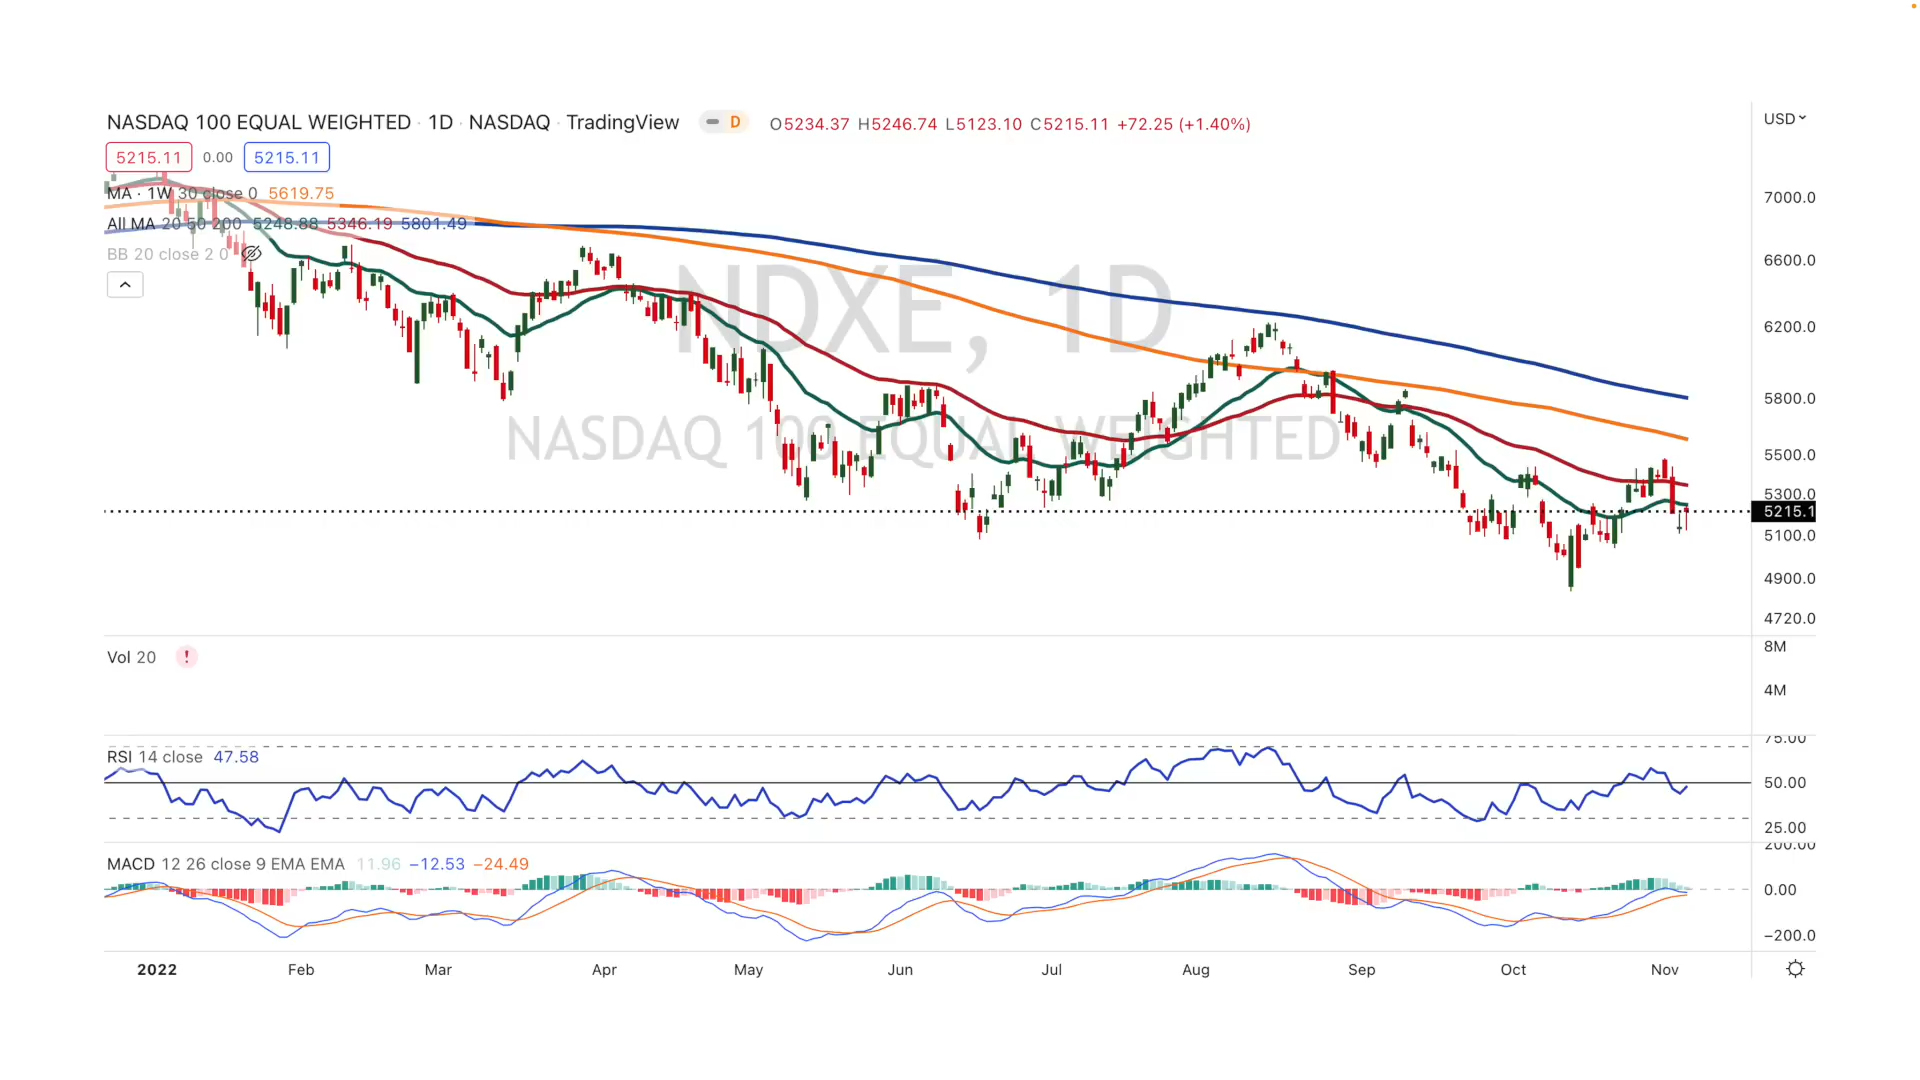 NASDAQ 100 EQUAL WEIGHTED · 1D · NASDAQ · TradingView D O5234.37 H5246.74 L5123.10 C5215.11 +72.25 (+1.40%)
USD
5215.11 0.00 5215.11
MA · 1W 30 close 0 5619.75
All MA 20 50 200 5248.88 5346.19 5801.49
BB 20 close 2 0
NDXE, 1D
NASDAQ 100 EQUAL WEIGHTED
7000.0
6600.0
6200.0
5800.0
5500.0
5300.0
5215.1
5100.0
4900.0
4720.0
Vol 20 !
8M
4M
RSI 14 close 47.58
75.00
50.00
25.00
MACD 12 26 close 9 EMA EMA 11.96 −12.53 −24.49
200.00
0.00
−200.0
2022 Feb Mar Apr May Jun Jul Aug Sep Oct Nov